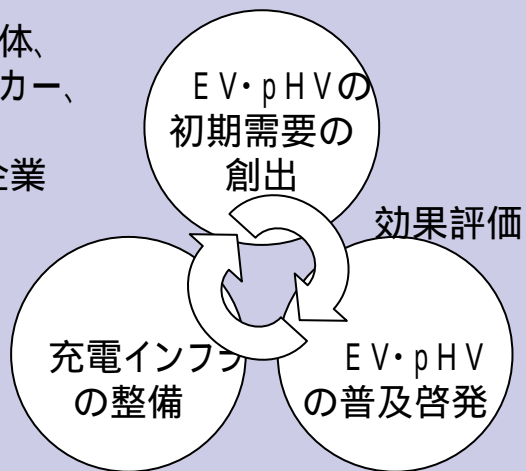 体、
カー、
企業
EV・pHVの
初期需要の
創出
効果評価
充電インフラ
の整備
EV・pHV
の普及啓発